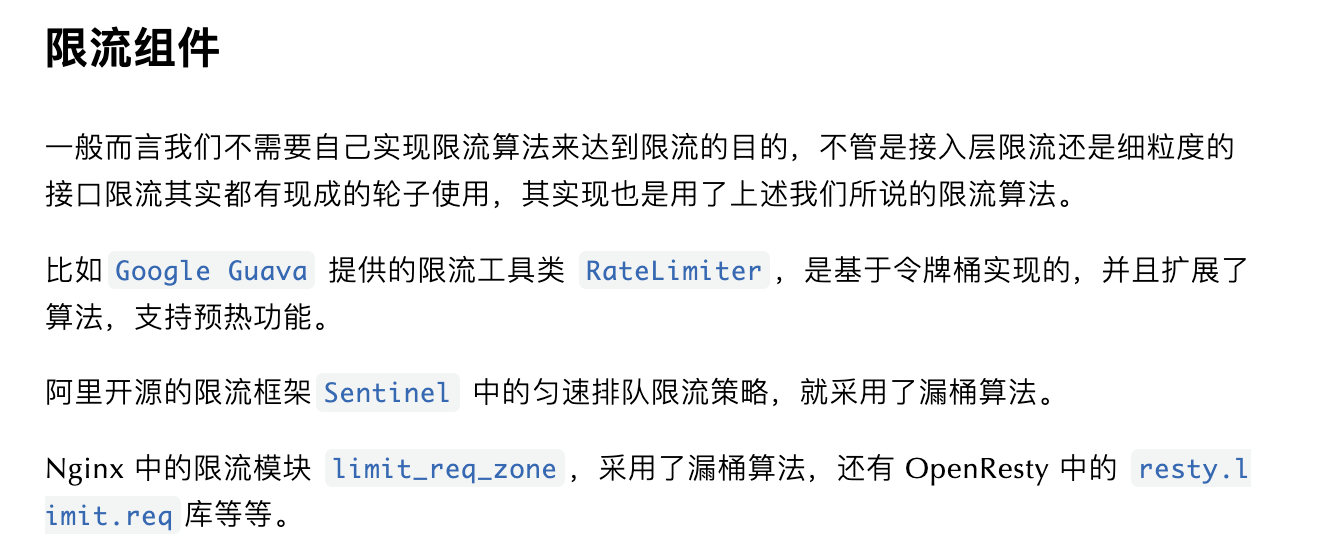 限流组件
一般而言我们不需要自己实现限流算法来达到限流的目的，不管是接入层限流还是细粒度的
接口限流其实都有现成的轮子使用，其实现也是用了上述我们所说的限流算法。
比如 Google Guava 提供的限流工具类 RateLimiter，是基于令牌桶实现的，并且扩展了
算法，支持预热功能。
阿里开源的限流框架 Sentinel 中的匀速排队限流策略，就采用了漏桶算法。
Nginx 中的限流模块 limit_req_zone，采用了漏桶算法，还有 OpenResty 中的 resty.l
imit.req 库等等。